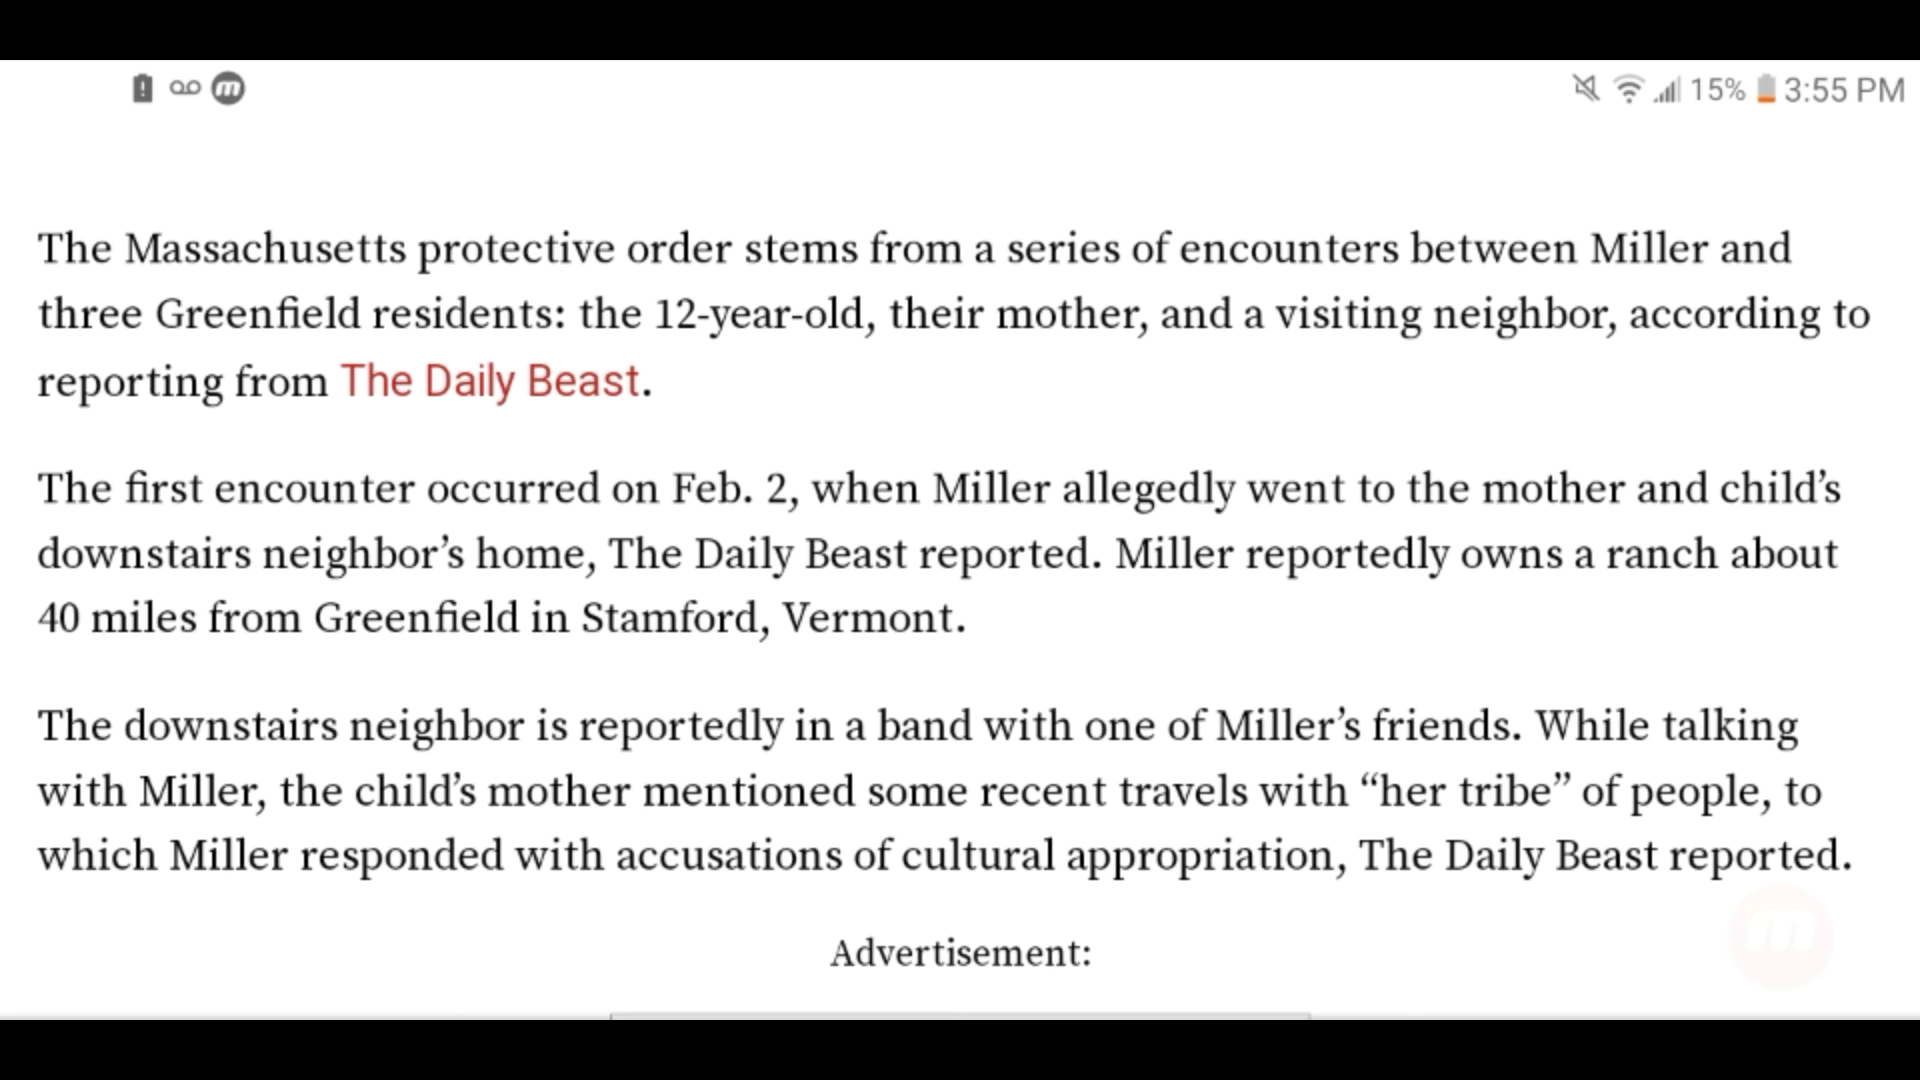 15% 3:55 PM
The Massachusetts protective order stems from a series of encounters between Miller and
three Greenfield residents: the 12-year-old, their mother, and a visiting neighbor, according to
reporting from The Daily Beast.
The first encounter occurred on Feb. 2, when Miller allegedly went to the mother and child’s
downstairs neighbor’s home, The Daily Beast reported. Miller reportedly owns a ranch about
40 miles from Greenfield in Stamford, Vermont.
The downstairs neighbor is reportedly in a band with one of Miller’s friends. While talking
with Miller, the child’s mother mentioned some recent travels with “her tribe” of people, to
which Miller responded with accusations of cultural appropriation, The Daily Beast reported.
Advertisement: